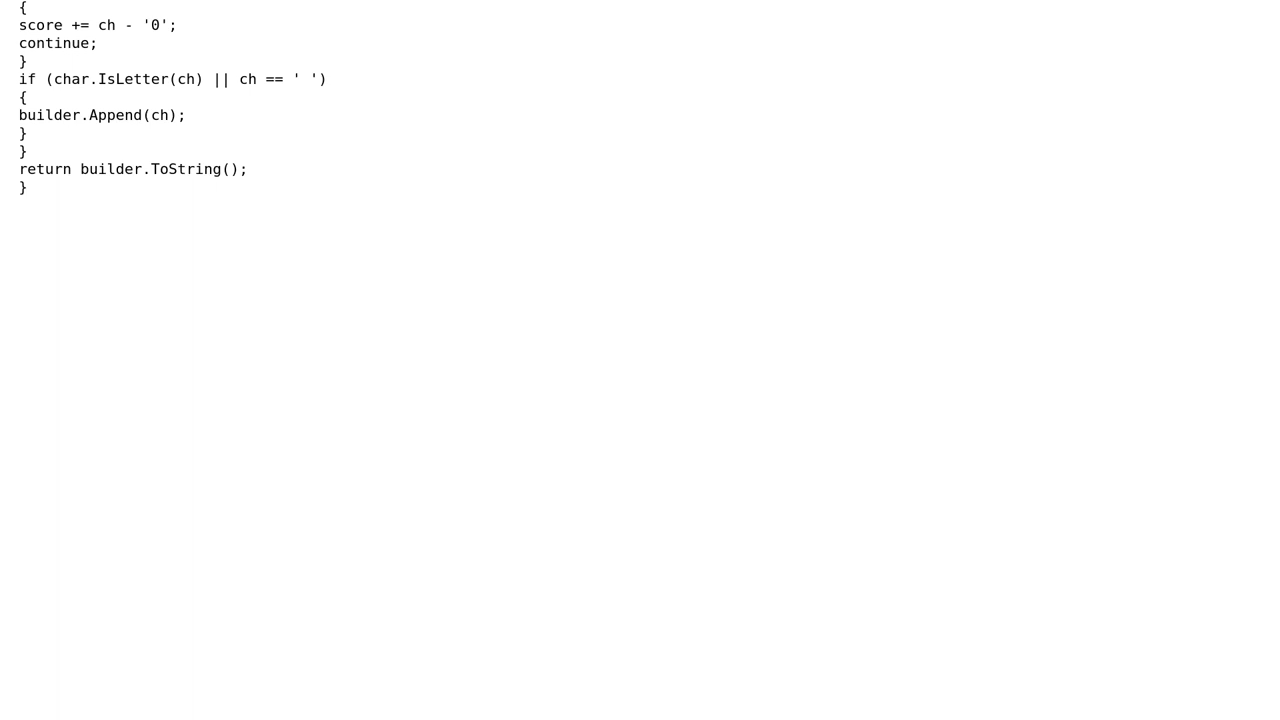 {
score += ch - '0';
continue;
}
if (char.IsLetter(ch) || ch == ' ')
{
builder.Append(ch);
}
}
return builder.ToString();
}